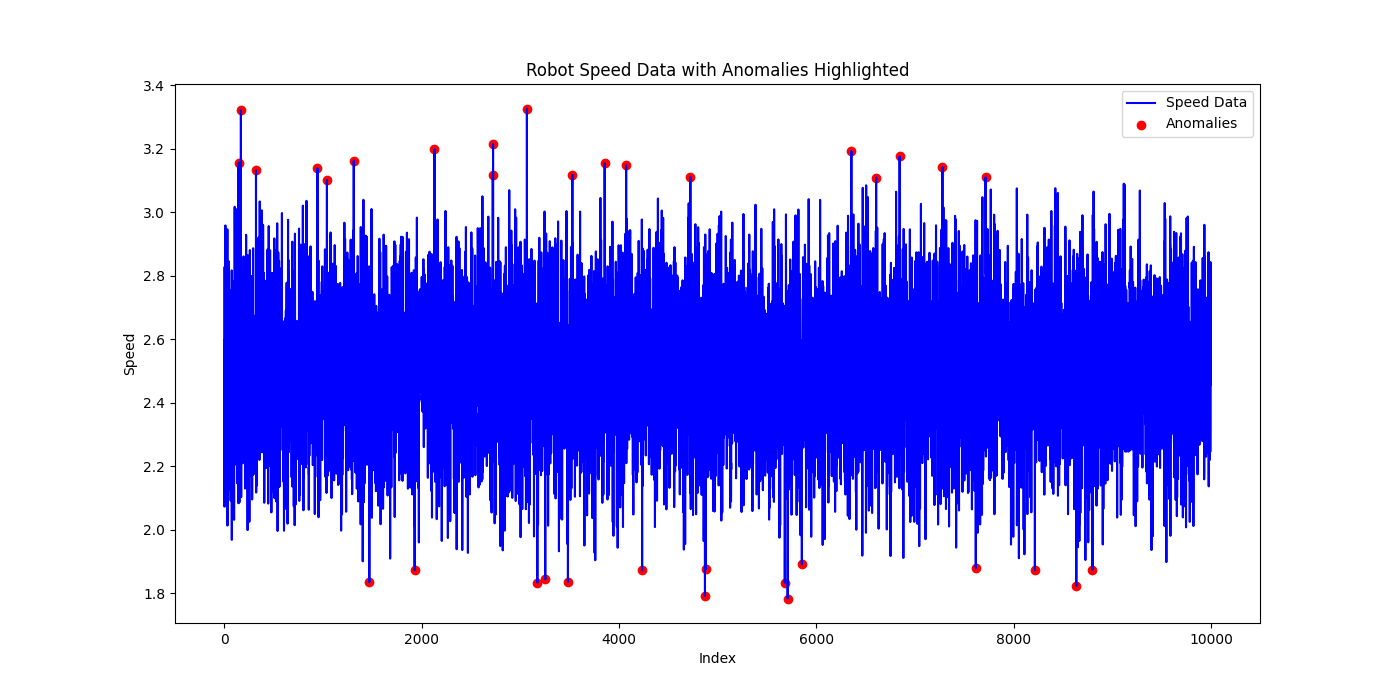 Robot Speed Data with Anomalies Highlighted
Speed Data
Anomalies
3.4
3.2
3.0
2.8
2.6
2.4
2.2
2.0
1.8
Speed
0 2000 4000 6000 8000 10000
Index